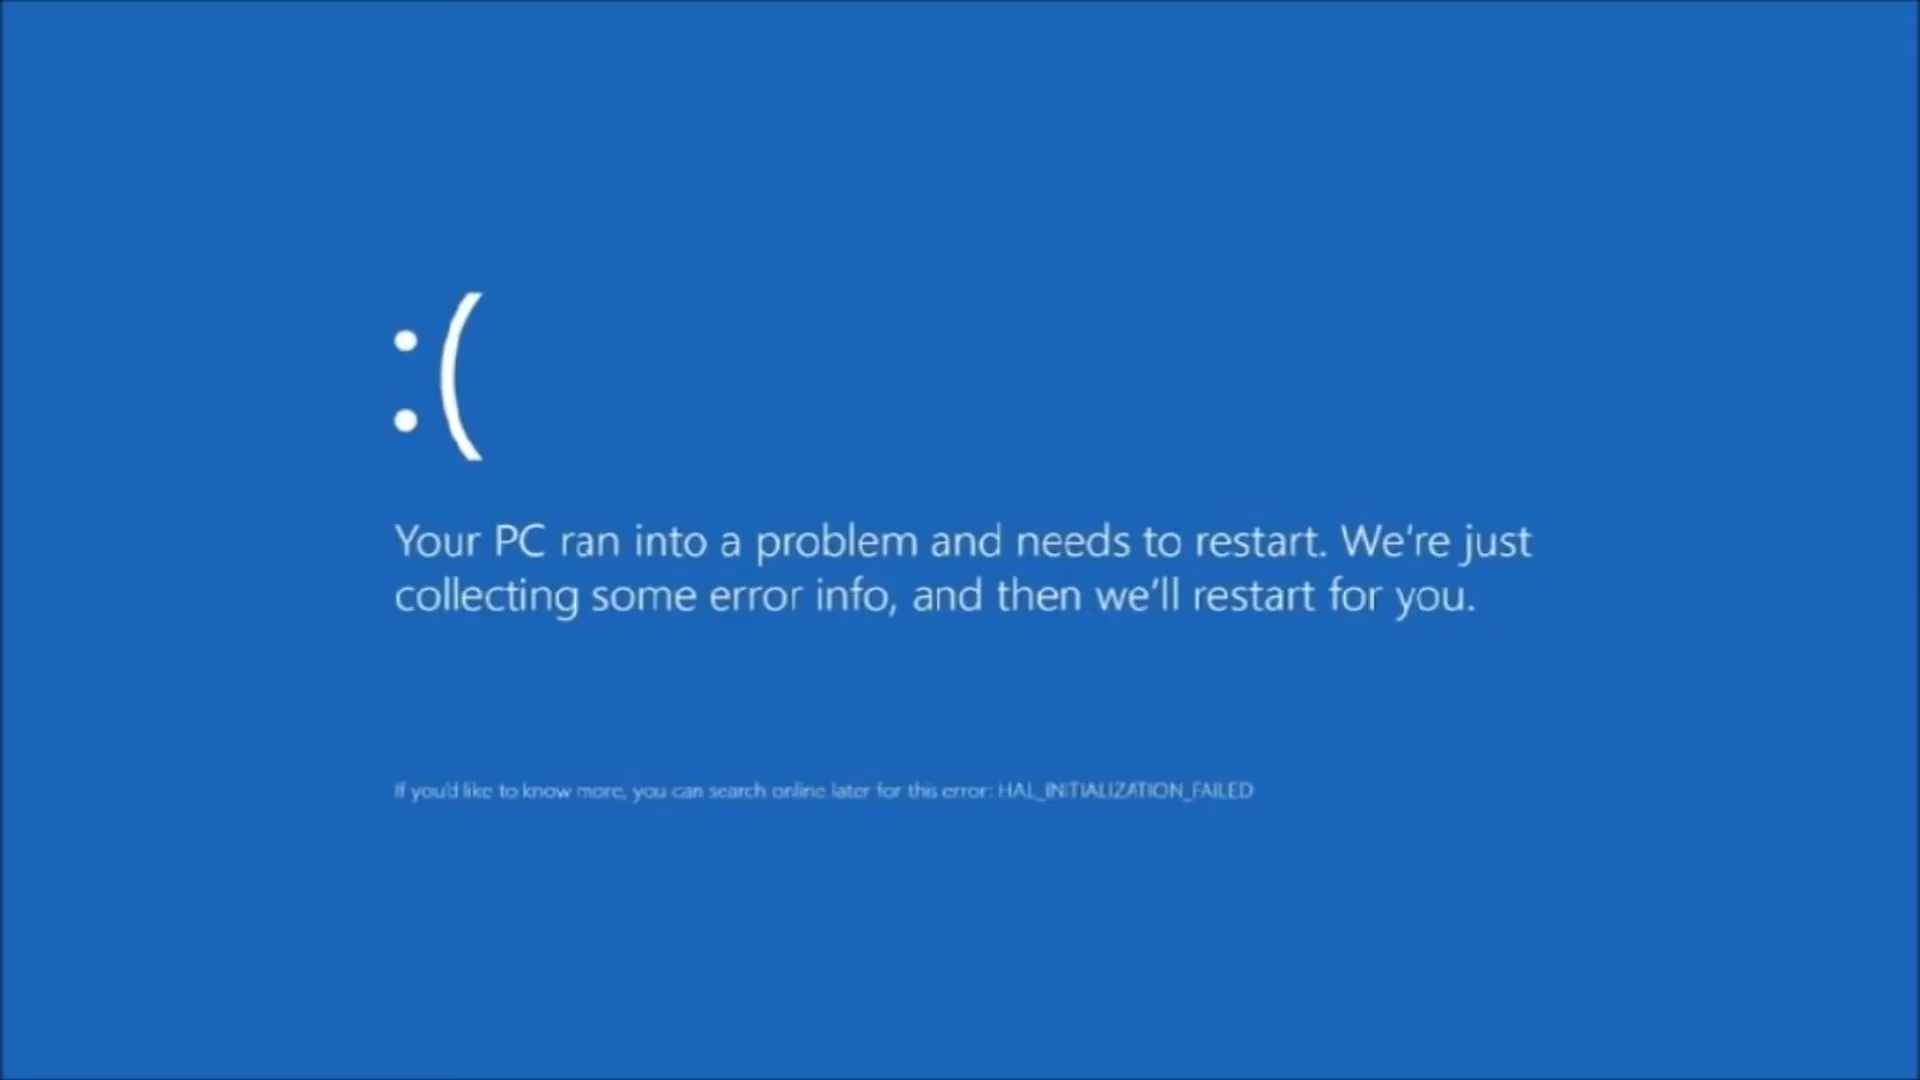 :(
Your PC ran into a problem and needs to restart. We're just
collecting some error info, and then we'll restart for you.
If you'd like to know more, you can search online later for this error: HAL_INITIALIZATION_FAILED